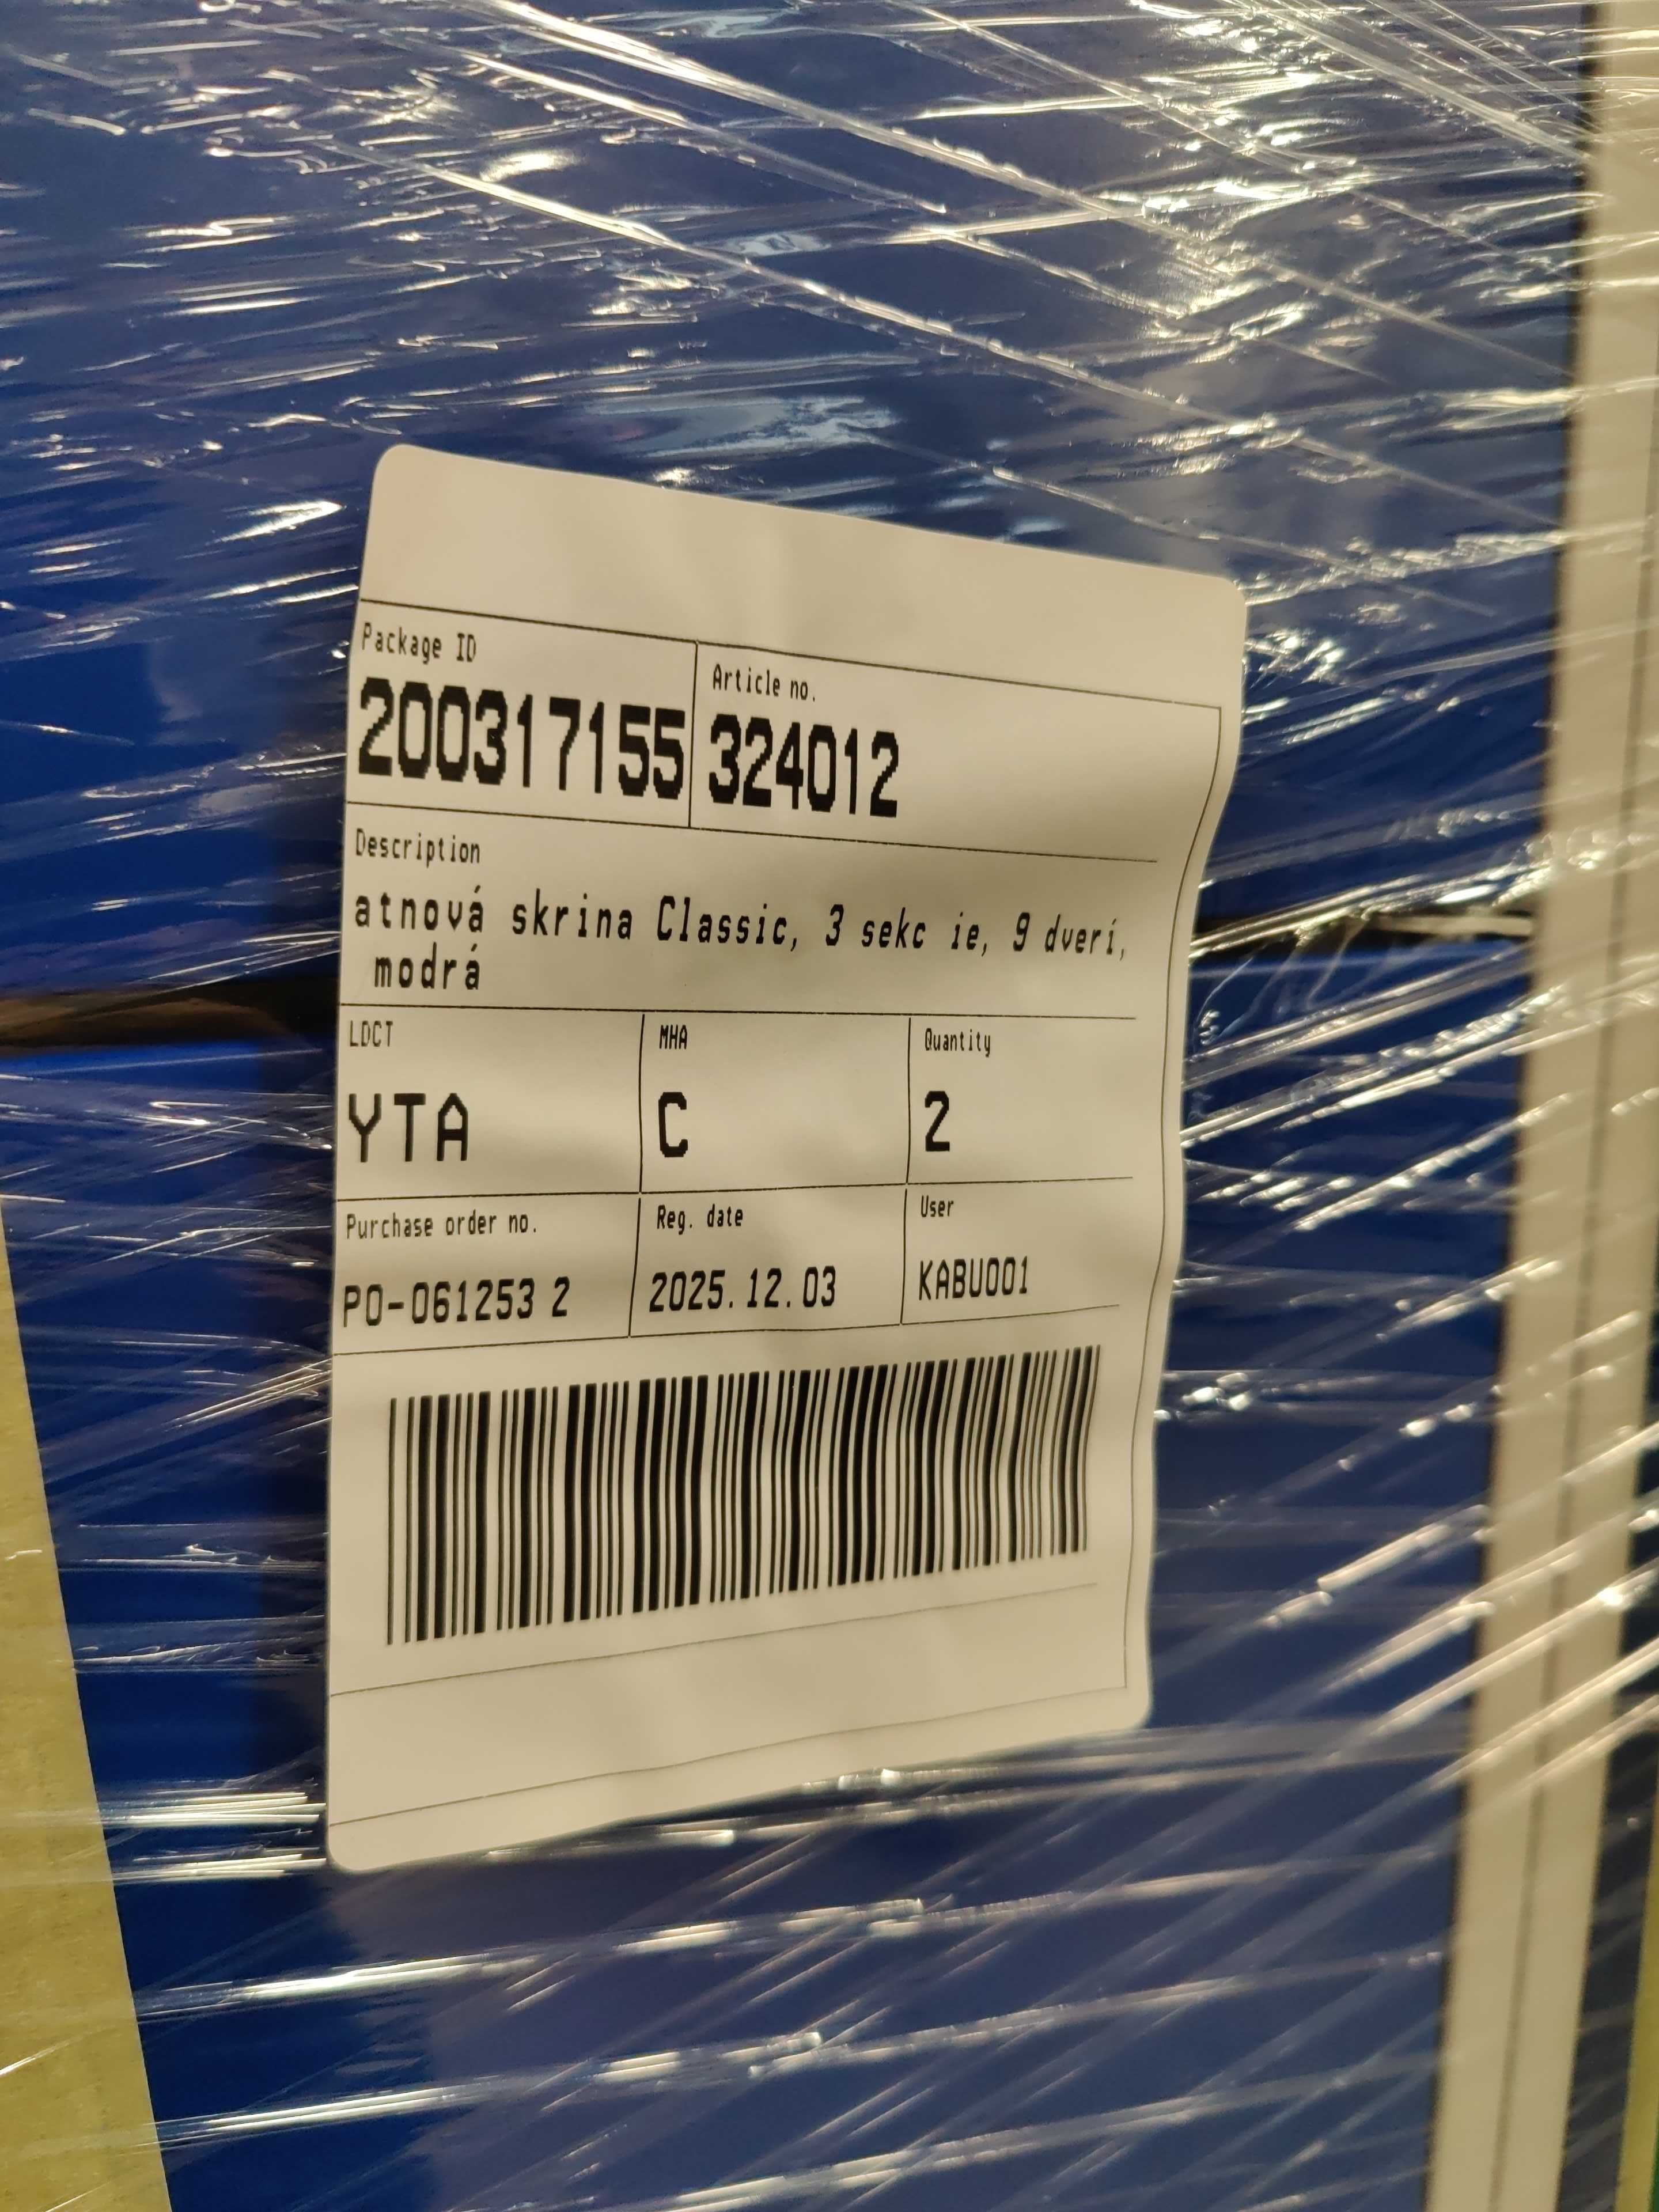 Package ID
Article no.
200317155
324012
Description
atnová skrina Classic, 3 sekc ie, 9 dverí,
modrá
LDCT
MHA
Quantity
YTA
C
2
Purchase order no.
Reg. date
User
PO-061253 2
2025.12.03
KABU001